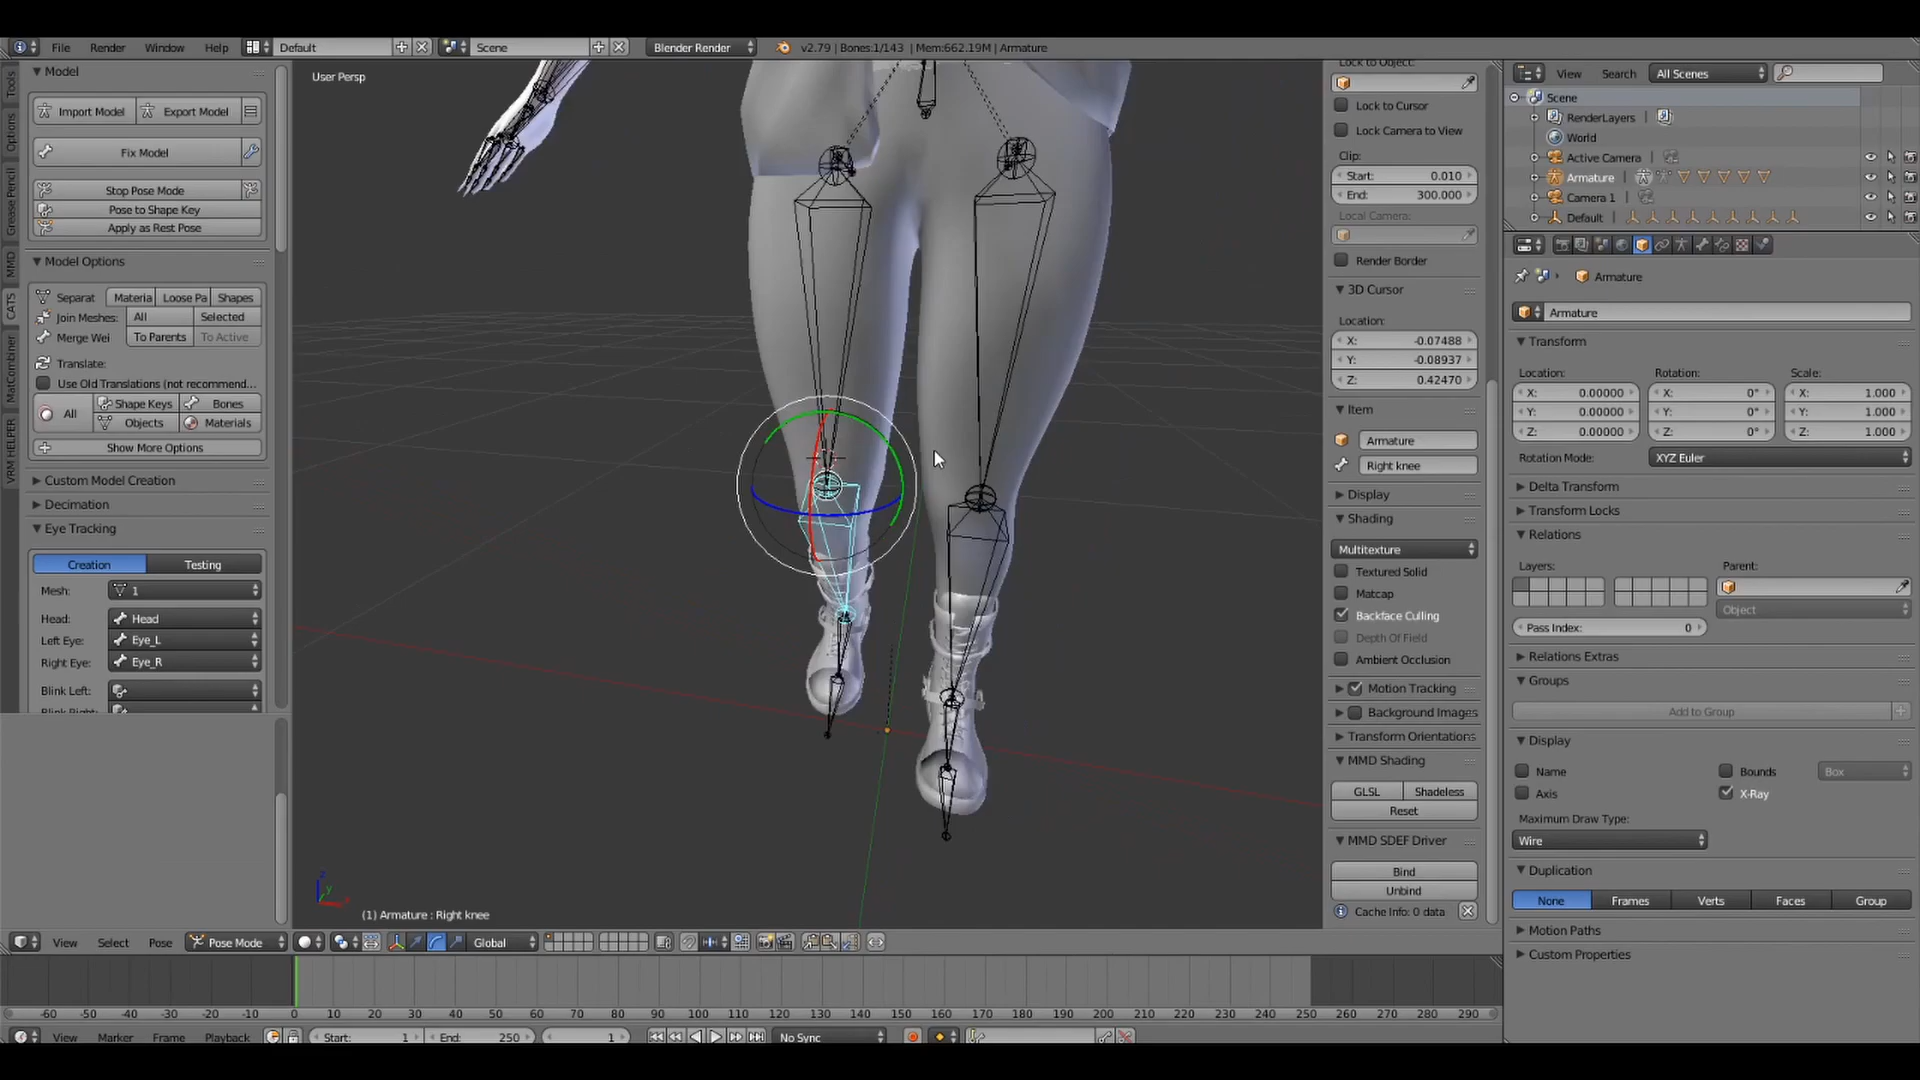 File Render Window Help Default Scene Blender Render v2.79 | Bones:1/143 | Mem:662.19M | Armature
Tools
Options
Grease Pencil
MMD
CATS
MatCombiner
VRM HELPER
Model
Import Model Export Model
Fix Model
Stop Pose Mode
Pose to Shape Key
Apply as Rest Pose
Model Options
Separat Materia Loose Pa Shapes
Join Meshes: All Selected
Merge Wei To Parents To Active
Translate:
Use Old Translations (not recommend...
All Shape Keys Bones
Objects Materials
Show More Options
Custom Model Creation
Decimation
Eye Tracking
Creation Testing
Mesh: 1
Head: Head
Left Eye: Eye_L
Right Eye: Eye_R
Blink Left:
Blink Right:
User Persp
(1) Armature : Right knee
z
y
x
View Select Pose Pose Mode Global
Lock to Object:
Lock to Cursor
Lock Camera to View
Clip:
Start: 0.010
End: 300.000
Local Camera:
Render Border
3D Cursor
Location:
X: -0.07488
Y: -0.08937
Z: 0.42470
Item
Armature
Right knee
Display
Shading
Multitexture
Textured Solid
Matcap
Backface Culling
Depth Of Field
Ambient Occlusion
Motion Tracking
Background Images
Transform Orientations
MMD Shading
GLSL Shadeless
Reset
MMD SDEF Driver
Bind
Unbind
Cache Info: 0 data
View Search All Scenes
Scene
RenderLayers
World
Active Camera
Armature
Camera 1
Default
Armature
Armature
Transform
Location: Rotation: Scale:
X: 0.00000 X: 0° X: 1.000
Y: 0.00000 Y: 0° Y: 1.000
Z: 0.00000 Z: 0° Z: 1.000
Rotation Mode: XYZ Euler
Delta Transform
Transform Locks
Relations
Layers: Parent:
Object
Pass Index: 0
Relations Extras
Groups
Add to Group
Display
Name Bounds Box
Axis X-Ray
Maximum Draw Type:
Wire
Duplication
None Frames Verts Faces Group
Motion Paths
Custom Properties
-60 -50 -40 -30 -20 -10 0 10 20 30 40 50 60 70 80 90 100 110 120 130 140 150 160 170 180 190 200 210 220 230 240 250 260 270 280 290
View Marker Frame Playback Start: 1 End: 250 1 No Sync